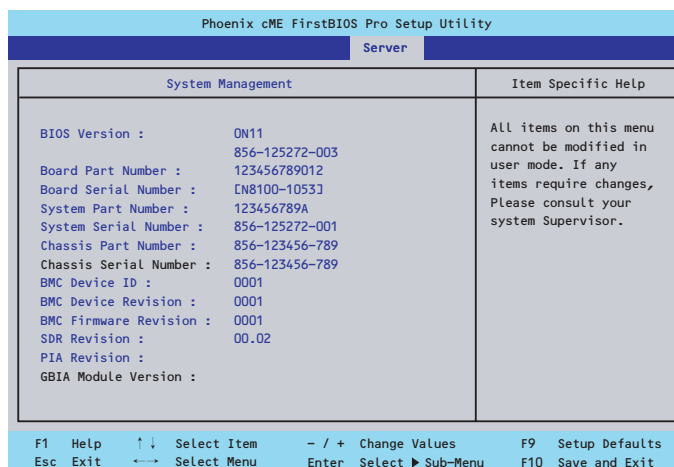 Phoenix cME FirstBIOS Pro Setup Utility
Server
System Management
Item Specific Help
BIOS Version : 0N11
856-125272-003
Board Part Number : 123456789012
Board Serial Number : [N8100-1053]
System Part Number : 123456789A
System Serial Number : 856-125272-001
Chassis Part Number : 856-123456-789
Chassis Serial Number : 856-123456-789
BMC Device ID : 0001
BMC Device Revision : 0001
BMC Firmware Revision : 0001
SDR Revision : 00.02
PIA Revision :
GBIA Module Version :
All items on this menu
cannot be modified in
user mode. If any
items require changes,
Please consult your
system Supervisor.
F1 Help ↑↓ Select Item - / + Change Values F9 Setup Defaults
Esc Exit ←→ Select Menu Enter Select ▶ Sub-Menu F10 Save and Exit